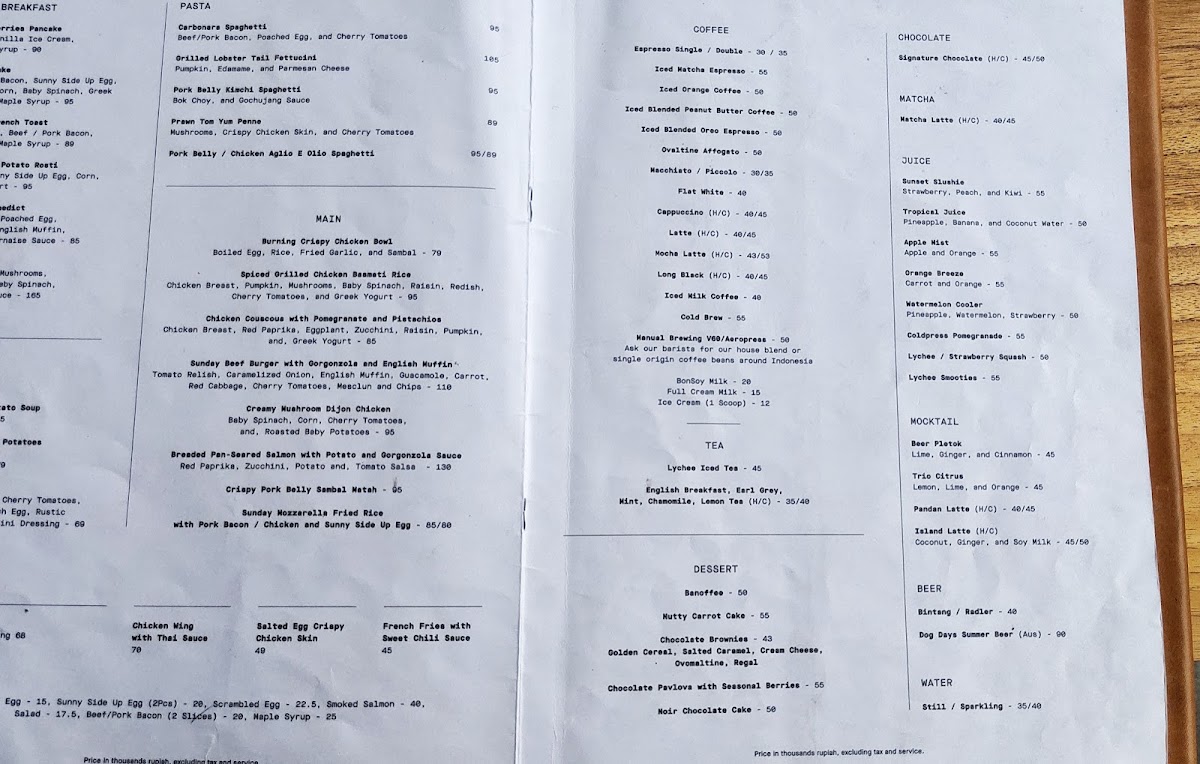 BREAKFAST
rries Pancake
nilla Ice Cream,
yrup - 90
ke
Bacon, Sunny Side Up Egg,
orn, Baby Spinach, Greek
Maple Syrup - 95
ench Toast
, Beef / Pork Bacon,
Maple Syrup - 89
Potato Rosti
ny Side Up Egg, Corn,
rt - 95
nedict
Poached Egg,
nglish Muffin,
rnaise Sauce - 85
Mushrooms,
by Spinach,
uce - 165
ato Soup
5
Potatoes
9
Cherry Tomatoes,
h Egg, Rustic
ini Dressing - 69
PASTA
Carbonara Spaghetti 95
Beef/Pork Bacon, Poached Egg, and Cherry Tomatoes
Grilled Lobster Tail Fettucini 105
Pumpkin, Edamame, and Parmesan Cheese
Pork Belly Kimchi Spaghetti 95
Bok Choy, and Gochujang Sauce
Prawn Tom Yum Penne 89
Mushrooms, Crispy Chicken Skin, and Cherry Tomatoes
Pork Belly / Chicken Aglio E Olio Spaghetti 95/89
MAIN
Burning Crispy Chicken Bowl
Boiled Egg, Rice, Fried Garlic, and Sambal - 79
Spiced Grilled Chicken Basmati Rice
Chicken Breast, Pumpkin, Mushrooms, Baby Spinach, Raisin, Redish,
Cherry Tomatoes, and Greek Yogurt - 95
Chicken Couscous with Pomegranate and Pistachios
Chicken Breast, Red Paprika, Eggplant, Zucchini, Raisin, Pumpkin,
and, Greek Yogurt - 85
Sunday Beef Burger with Gorgonzola and English Muffin
Tomato Relish, Caramelized Onion, English Muffin, Guacamole, Carrot,
Red Cabbage, Cherry Tomatoes, Mesclun and Chips - 110
Creamy Mushroom Dijon Chicken
Baby Spinach, Corn, Cherry Tomatoes,
and, Roasted Baby Potatoes - 95
Breaded Pan-Seared Salmon with Potato and Gorgonzola Sauce
Red Paprika, Zucchini, Potato and, Tomato Salsa - 130
Crispy Pork Belly Sambal Matah - 95
Sunday Mozzarella Fried Rice
with Pork Bacon / Chicken and Sunny Side Up Egg - 85/80
ng 68
Chicken Wing
with Thai Sauce
70
Salted Egg Crispy
Chicken Skin
49
French Fries with
Sweet Chili Sauce
45
Egg - 15, Sunny Side Up Egg (2Pcs) - 20, Scrambled Egg - 22.5, Smoked Salmon - 40,
Salad - 17.5, Beef/Pork Bacon (2 Slices) - 20, Maple Syrup - 25
Price in thousands rupiah, excluding tax and service.
COFFEE
Espresso Single / Double - 30 / 35
Iced Matcha Espresso - 55
Iced Orange Coffee - 50
Iced Blended Peanut Butter Coffee - 50
Iced Blended Oreo Espresso - 50
Ovaltine Affogato - 50
Macchiato / Piccolo - 30/35
Flat White - 40
Cappuccino (H/C) - 40/45
Latte (H/C) - 40/45
Mocha Latte (H/C) - 43/53
Long Black (H/C) - 40/45
Iced Milk Coffee - 40
Cold Brew - 55
Manual Brewing V60/Aeropress - 50
Ask our barists for our house blend or
single origin coffee beans around Indonesia
BonSoy Milk - 20
Full Cream Milk - 15
Ice Cream (1 Scoop) - 12
TEA
Lychee Iced Tea - 45
English Breakfast, Earl Grey,
Mint, Chamomile, Lemon Tea (H/C) - 35/40
DESSERT
Banoffee - 50
Nutty Carrot Cake - 55
Chocolate Brownies - 43
Golden Cereal, Salted Caramel, Cream Cheese,
Ovomaltine, Regal
Chocolate Pavlova with Seasonal Berries - 55
Noir Chocolate Cake - 50
CHOCOLATE
Signature Chocolate (H/C) - 45/50
MATCHA
Matcha Latte (H/C) - 40/45
JUICE
Sunset Slushie
Strawberry, Peach, and Kiwi - 55
Tropical Juice
Pineapple, Banana, and Coconut Water - 50
Apple Mist
Apple and Orange - 55
Orange Breeze
Carrot and Orange - 55
Watermelon Cooler
Pineapple, Watermelon, Strawberry - 50
Coldpress Pomegranade - 55
Lychee / Strawberry Squash - 50
Lychee Smooties - 55
MOCKTAIL
Beer Pletok
Lime, Ginger, and Cinnamon - 45
Trio Citrus
Lemon, Lime, and Orange - 45
Pandan Latte (H/C) - 40/45
Island Latte (H/C)
Coconut, Ginger, and Soy Milk - 45/50
BEER
Bintang / Radler - 40
Dog Days Summer Beer (Aus) - 90
WATER
Still / Sparkling - 35/40
Price in thousands rupiah, excluding tax and service.